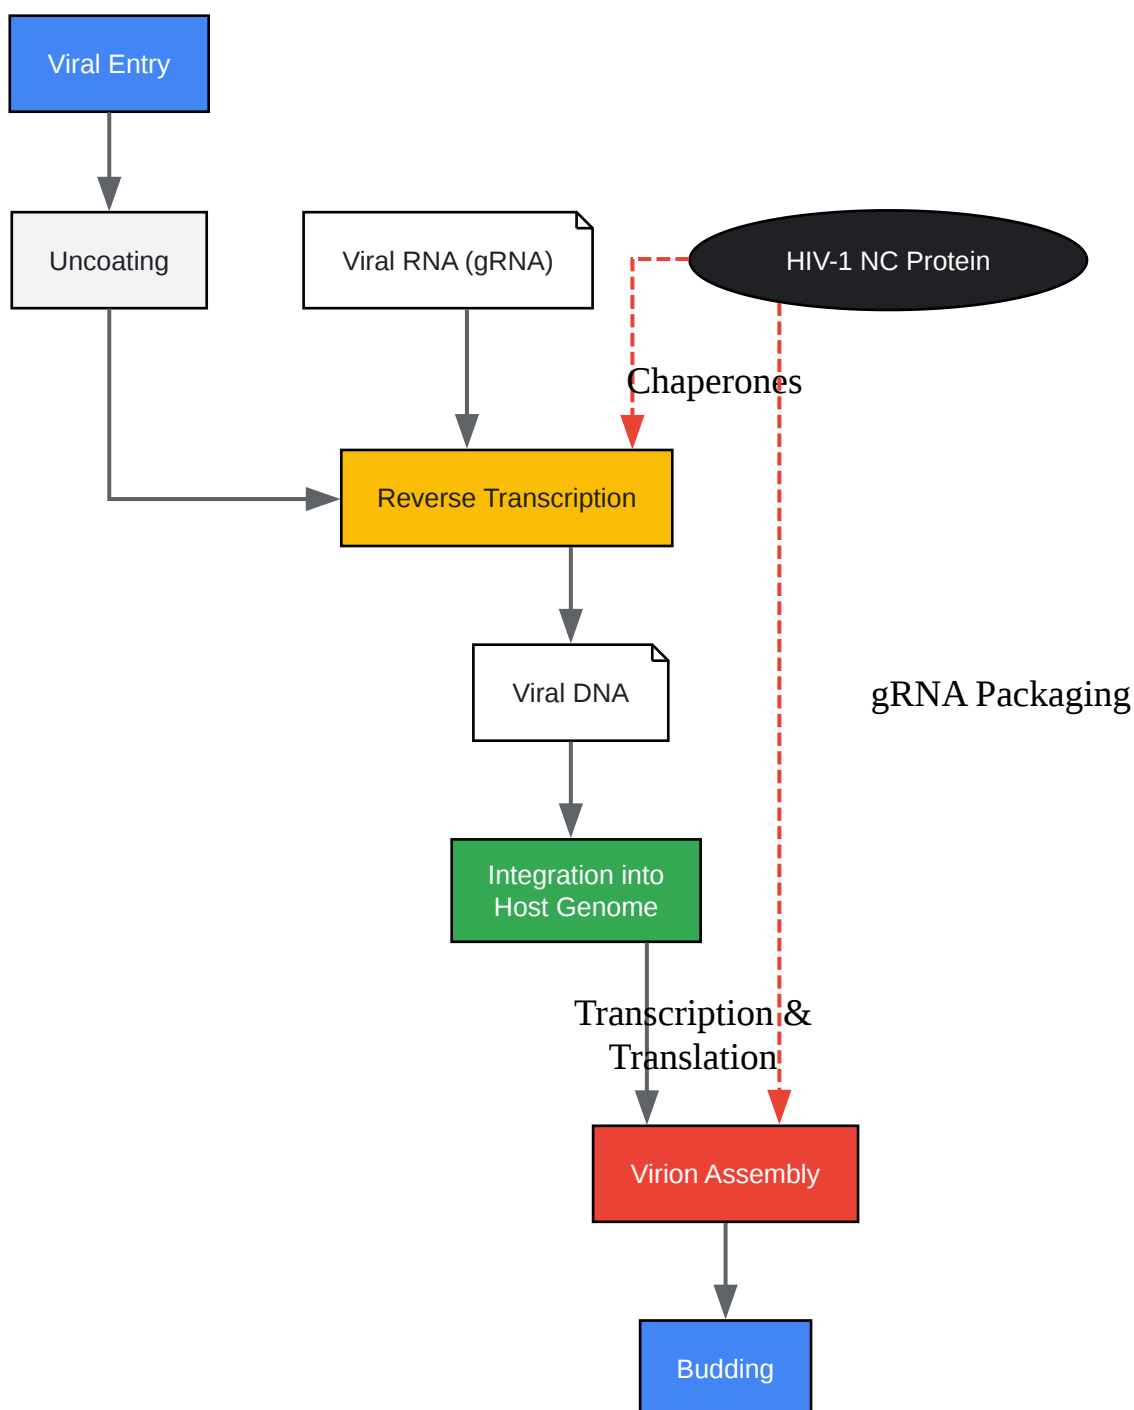 Viral Entry
Uncoating
Viral RNA (gRNA)
HIV-1 NC Protein
Chaperones
Reverse Transcription
Viral DNA
gRNA Packaging
Integration into
Host Genome
Transcription &
Translation
Virion Assembly
Budding